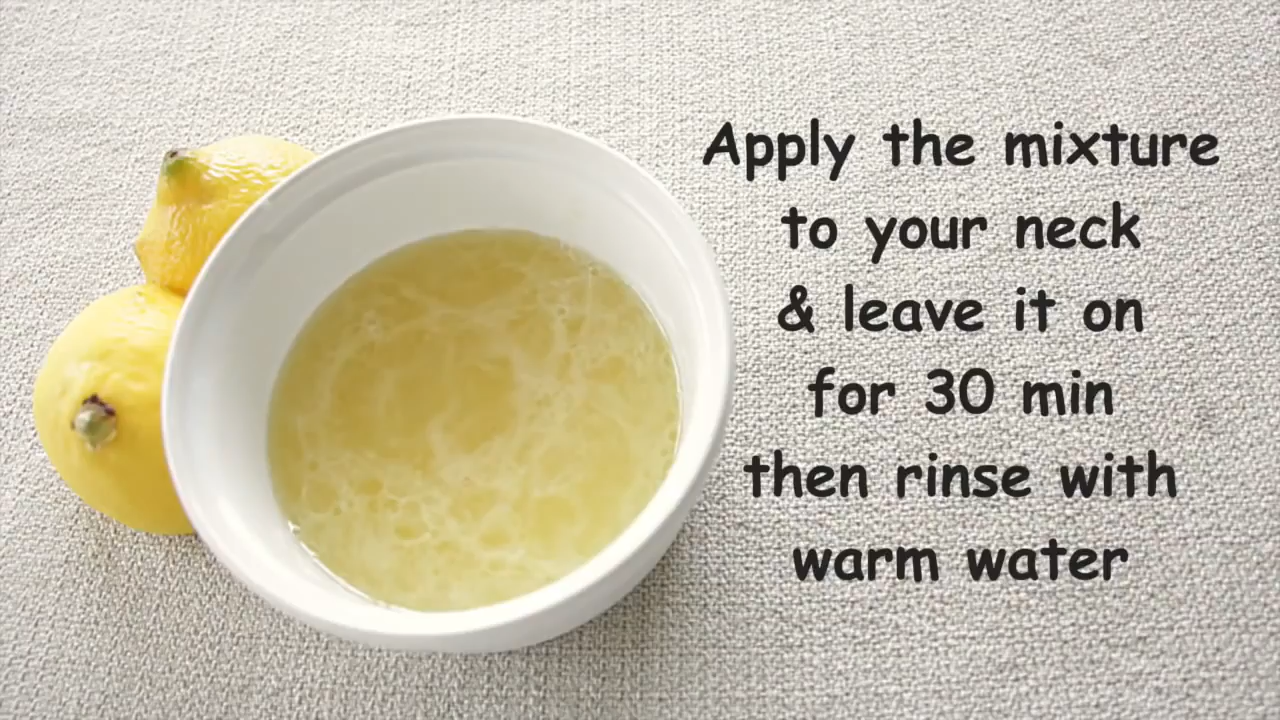 Apply the mixture
to your neck
& leave it on
for 30 min
then rinse with
warm water